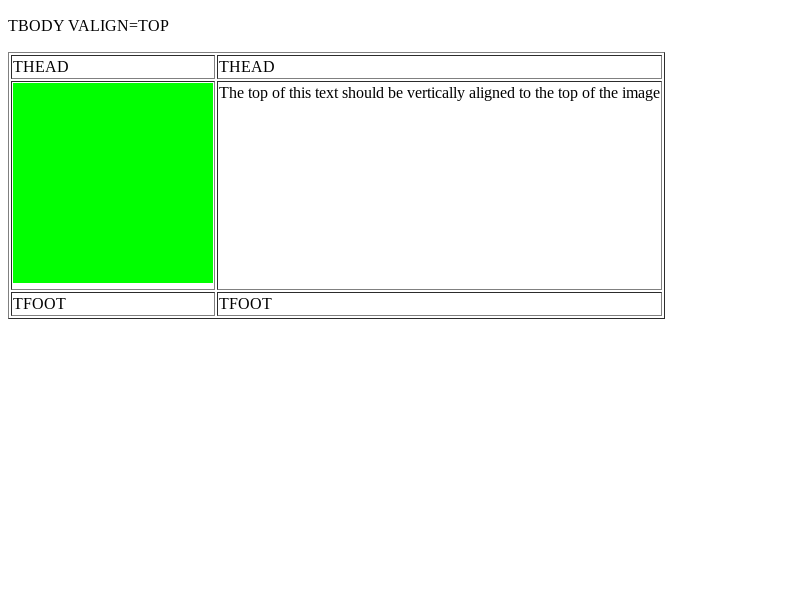 TBODY VALIGN=TOP
THEAD THEAD
The top of this text should be vertically aligned to the top of the image
TFOOT TFOOT